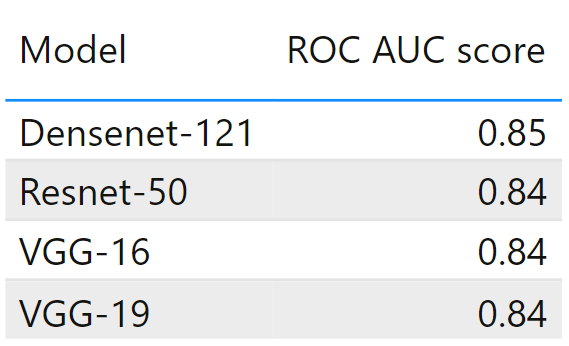 Model ROC AUC score
Densenet-121 0.85
Resnet-50 0.84
VGG-16 0.84
VGG-19 0.84